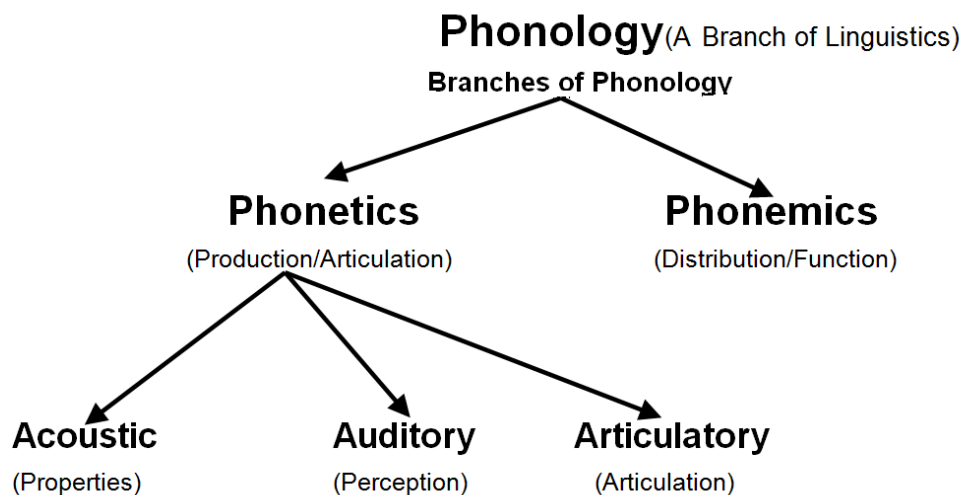 Phonology(A Branch of Linguistics)
Branches of Phonology
Phonetics Phonemics
(Production/Articulation) (Distribution/Function)
Acoustic Auditory Articulatory
(Properties) (Perception) (Articulation)